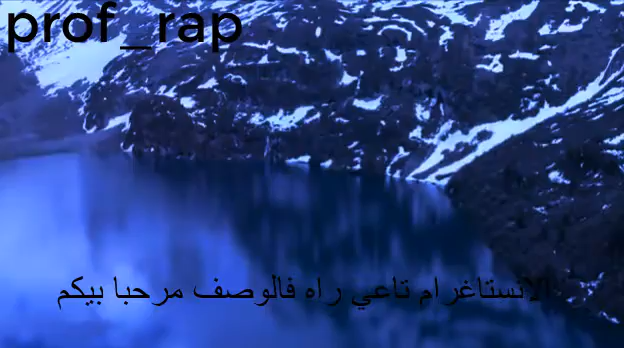 prof_rap
الانستاغرام تاعي راه فالوصف مرحبا بيكم